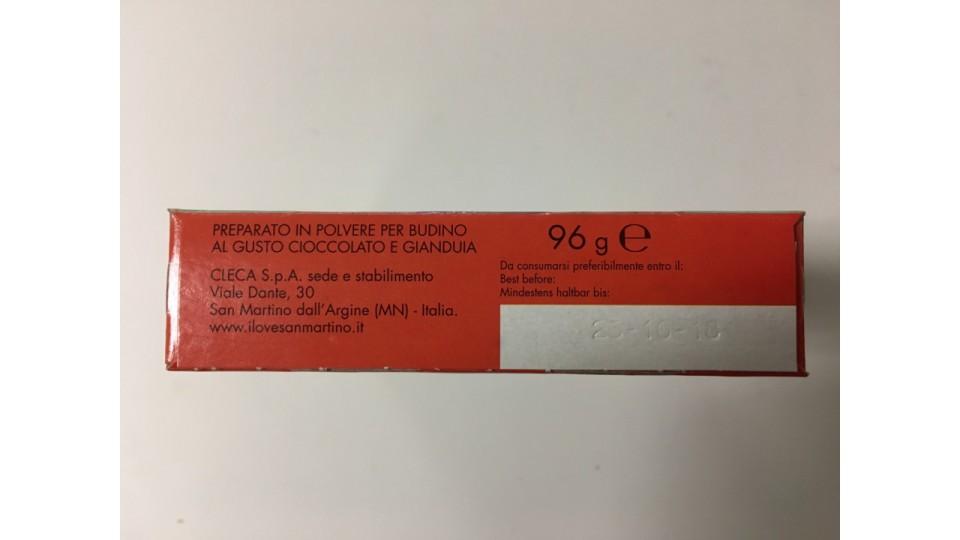 PREPARATO IN POLVERE PER BUDINO
AL GUSTO CIOCCOLATO E GIANDUIA
CLECA S.p.A. sede e stabilimento
Viale Dante, 30
San Martino dall'Argine (MN) - Italia.
www.ilovesanmartino.it
96 g e
Da consumarsi preferibilmente entro il:
Best before:
Mindestens haltbar bis: